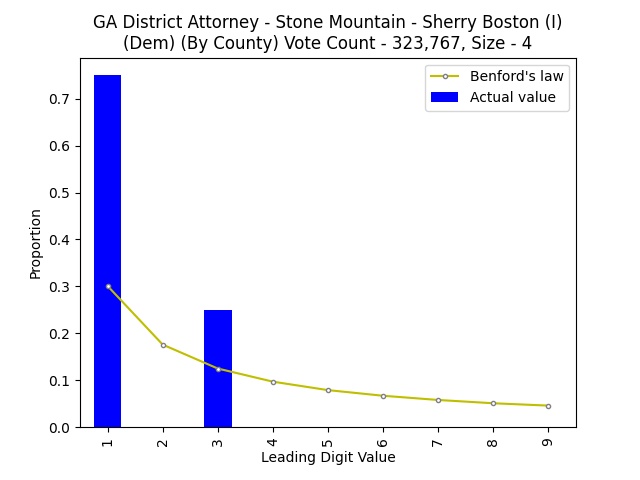 GA District Attorney - Stone Mountain - Sherry Boston (I)
(Dem) (By County) Vote Count - 323,767, Size - 4
Benford's law
Actual value
Proportion
0.7
0.6
0.5
0.4
0.3
0.2
0.1
0.0
1 2 3 4 5 6 7 8 9
Leading Digit Value